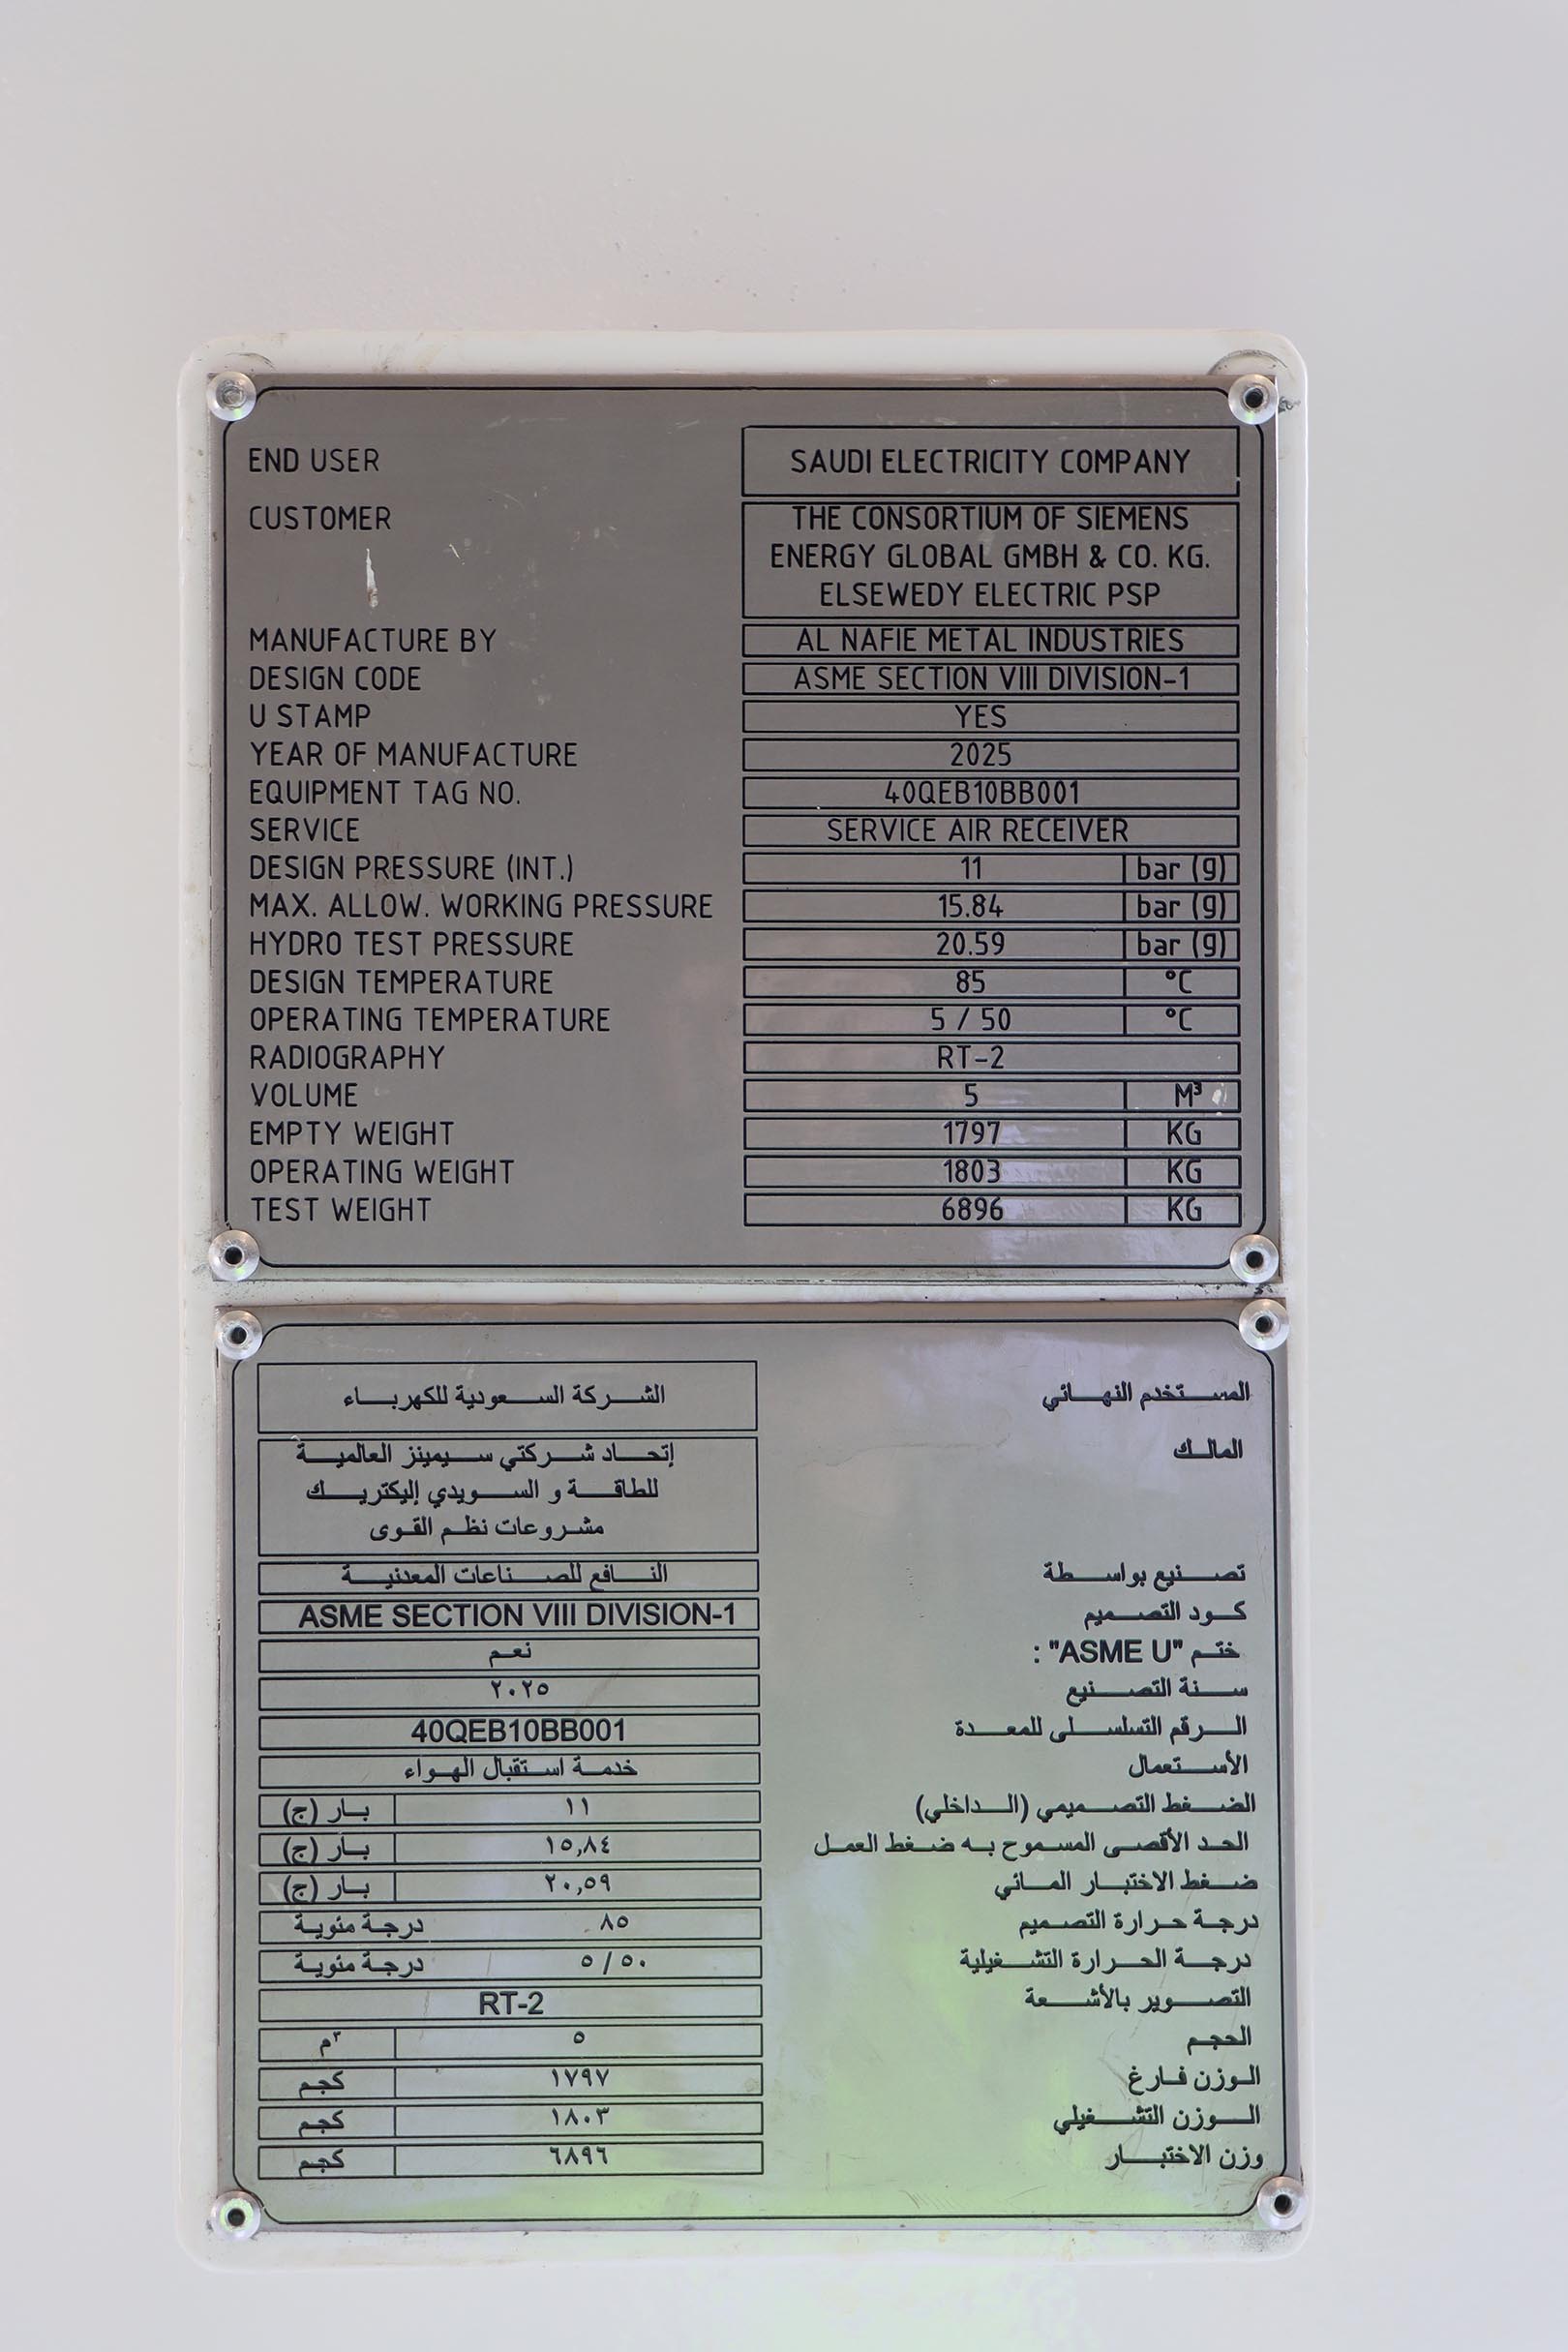 END USER SAUDI ELECTRICITY COMPANY
CUSTOMER THE CONSORTIUM OF SIEMENS
ENERGY GLOBAL GMBH & CO. KG.
ELSEWEDY ELECTRIC PSP
MANUFACTURE BY AL NAFIE METAL INDUSTRIES
DESIGN CODE ASME SECTION VIII DIVISION-1
U STAMP YES
YEAR OF MANUFACTURE 2025
EQUIPMENT TAG NO. 40QEB10BB001
SERVICE SERVICE AIR RECEIVER
DESIGN PRESSURE (INT.) 11 bar (g)
MAX. ALLOW. WORKING PRESSURE 15.84 bar (g)
HYDRO TEST PRESSURE 20.59 bar (g)
DESIGN TEMPERATURE 85 °C
OPERATING TEMPERATURE 5 / 50 °C
RADIOGRAPHY RT-2
VOLUME 5 M³
EMPTY WEIGHT 1797 KG
OPERATING WEIGHT 1803 KG
TEST WEIGHT 6896 KG
المستخدم النهائي الشركة السعودية للكهرباء
المالك إتحاد شركتي سيمينز العالمية
للطاقة و السويدي إليكتريك
مشروعات نظم القوى
تصنيع بواسطة النافع للصناعات المعدنية
كود التصميم ASME SECTION VIII DIVISION-1
ختم "ASME U" : نعم
سنة التصنيع ٢٠٢٥
الرقم التسلسلى للمعدة 40QEB10BB001
الأستعمال خدمة استقبال الهواء
الضغط التصميمي (الداخلي) ١١ بار (ج)
الحد الأقصى المسموح به ضغط العمل ١٥,٨٤ بار (ج)
ضغط الاختبار المائي ٢٠,٥٩ بار (ج)
درجة حرارة التصميم ٨٥ درجة مئوية
درجة الحرارة التشغيلية ٥ / ٥٠ درجة مئوية
التصوير بالأشعة RT-2
الحجم ٥ م٣
الوزن فارغ ١٧٩٧ كجم
الوزن التشغيلي ١٨٠٣ كجم
وزن الاختبار ٦٨٩٦ كجم